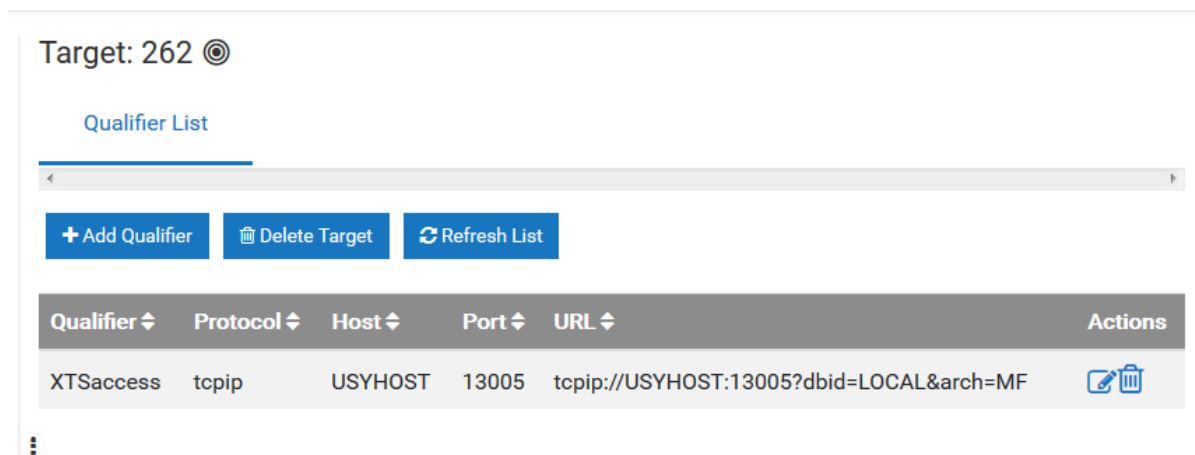 Target: 262
Qualifier List
Add Qualifier Delete Target Refresh List
Qualifier Protocol Host Port URL Actions
XTSaccess tcpip USYHOST 13005 tcpip://USYHOST:13005?dbid=LOCAL&arch=MF